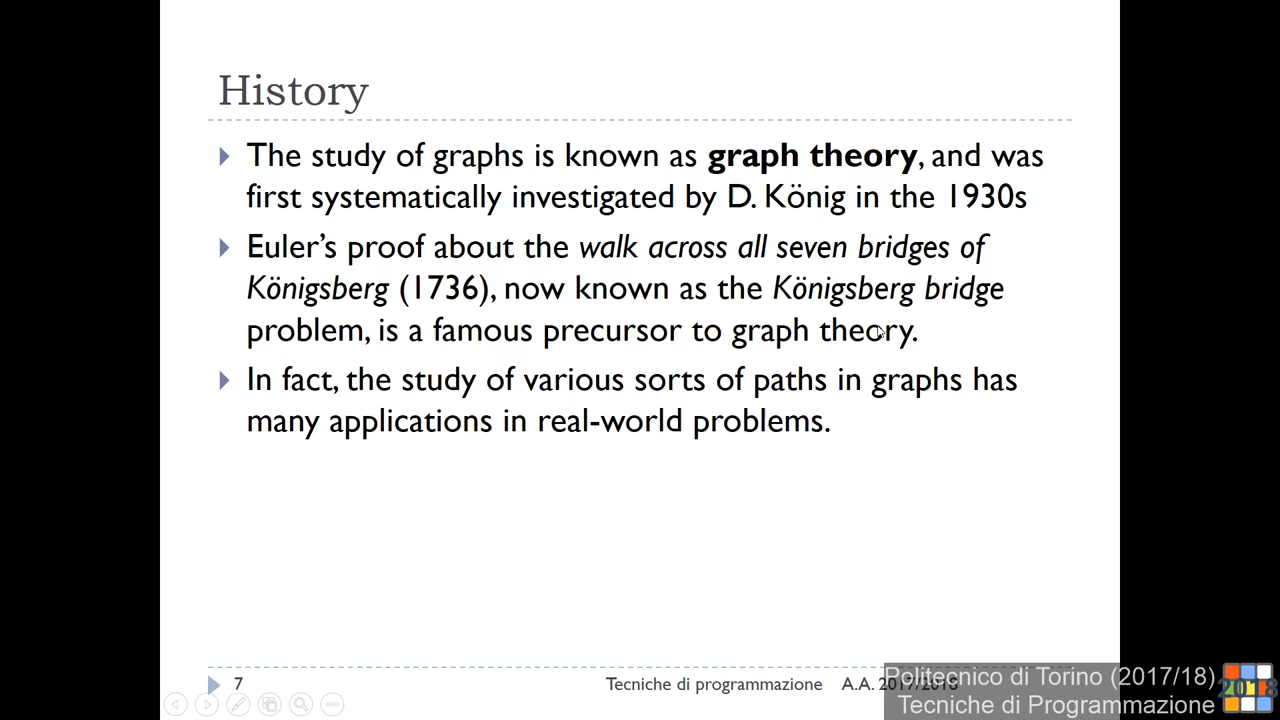 History
The study of graphs is known as graph theory, and was
first systematically investigated by D. König in the 1930s
Euler’s proof about the walk across all seven bridges of
Königsberg (1736), now known as the Königsberg bridge
problem, is a famous precursor to graph theory.
In fact, the study of various sorts of paths in graphs has
many applications in real-world problems.
7
Tecniche di programmazione A.A. 2017/2018
Politecnico di Torino (2017/18)
Tecniche di Programmazione
2018